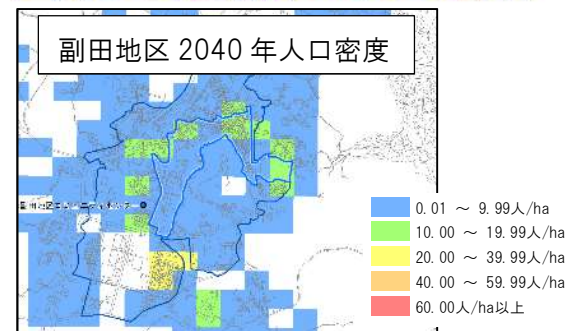 副田地区 2040 年人口密度
0.01 ～ 9.99人/ha
10.00 ～ 19.99人/ha
20.00 ～ 39.99人/ha
40.00 ～ 59.99人/ha
60.00人/ha以上